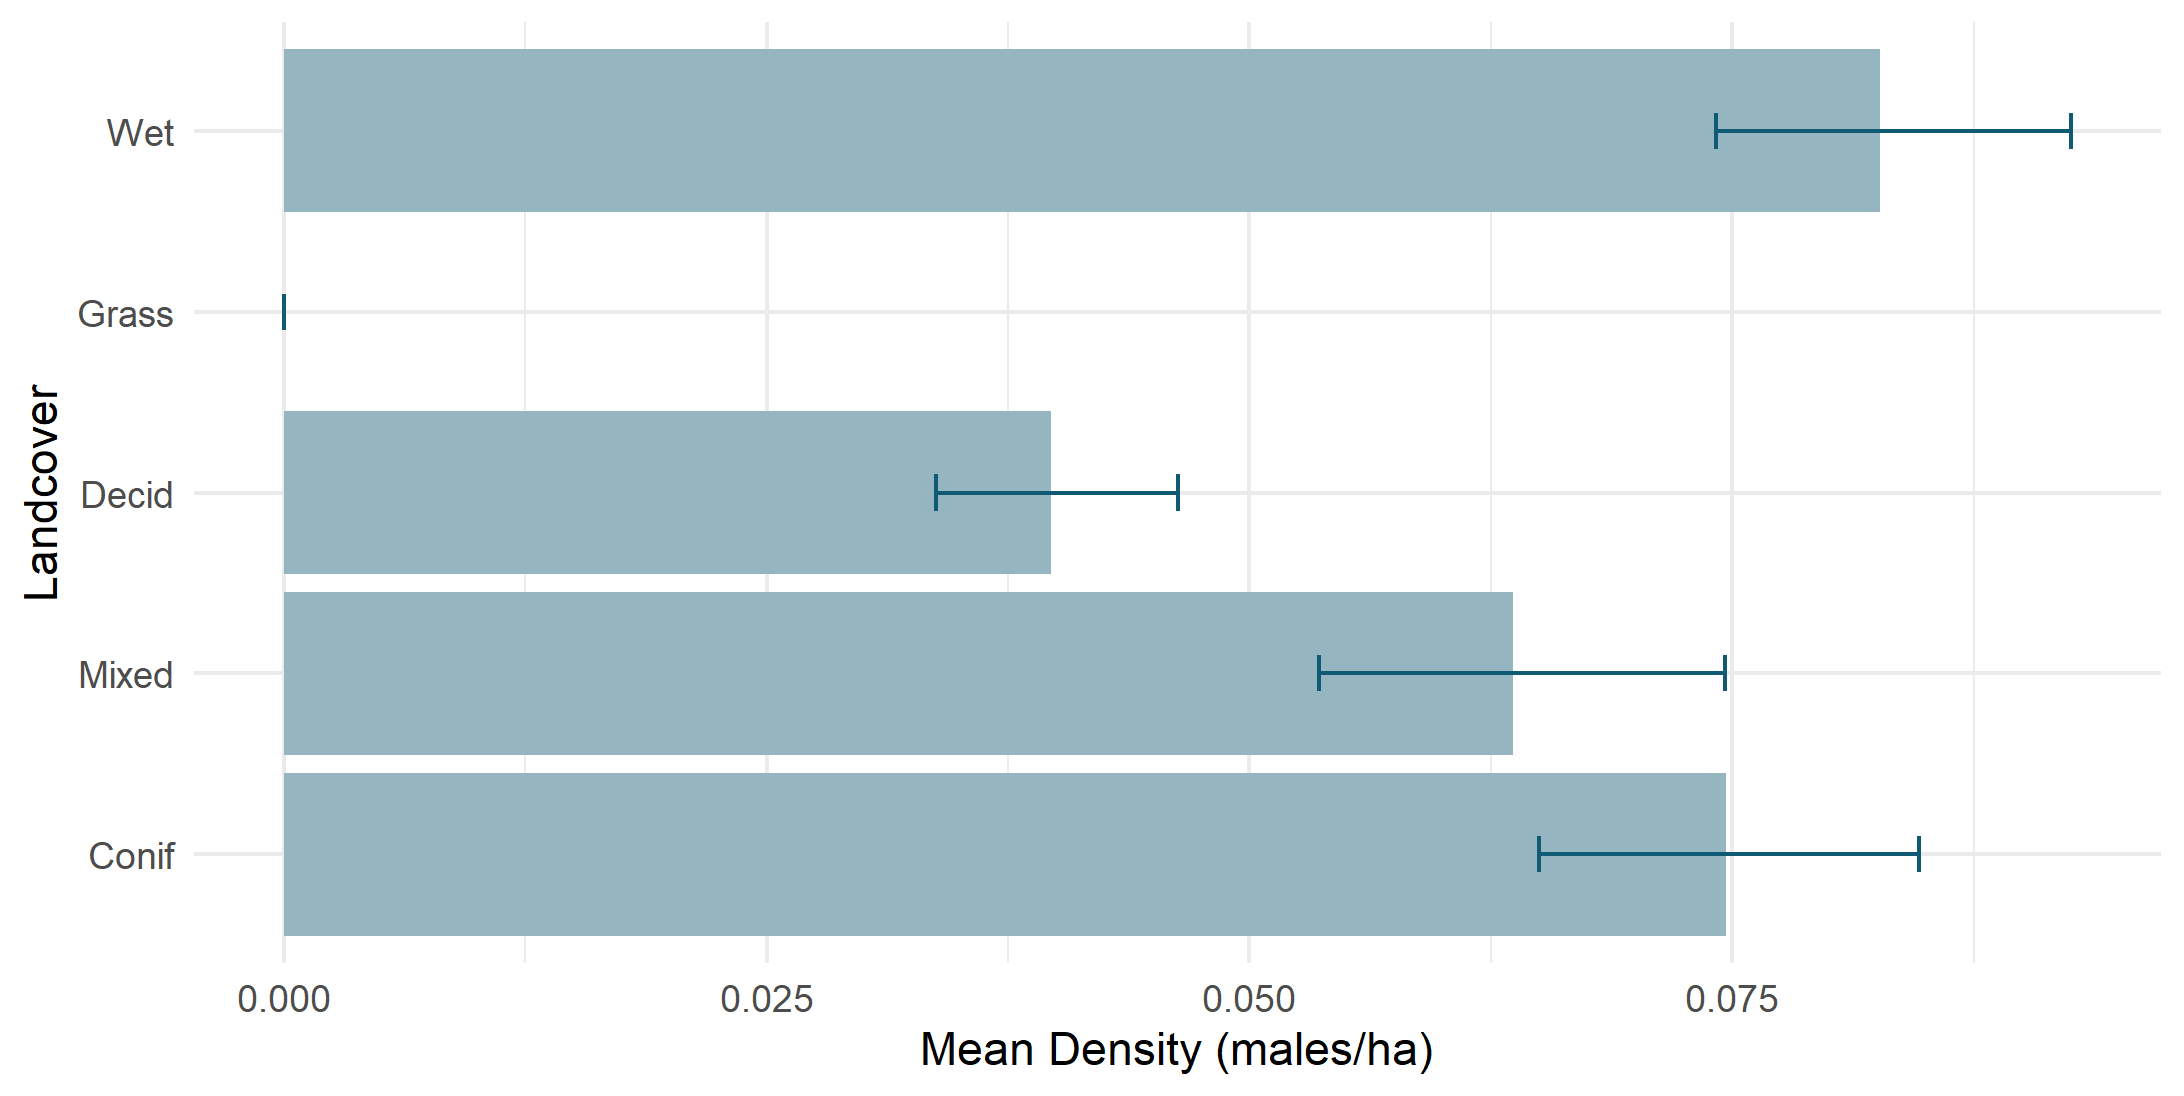 Landcover
Wet
Grass
Decid
Mixed
Conif
0.000 0.025 0.050 0.075
Mean Density (males/ha)